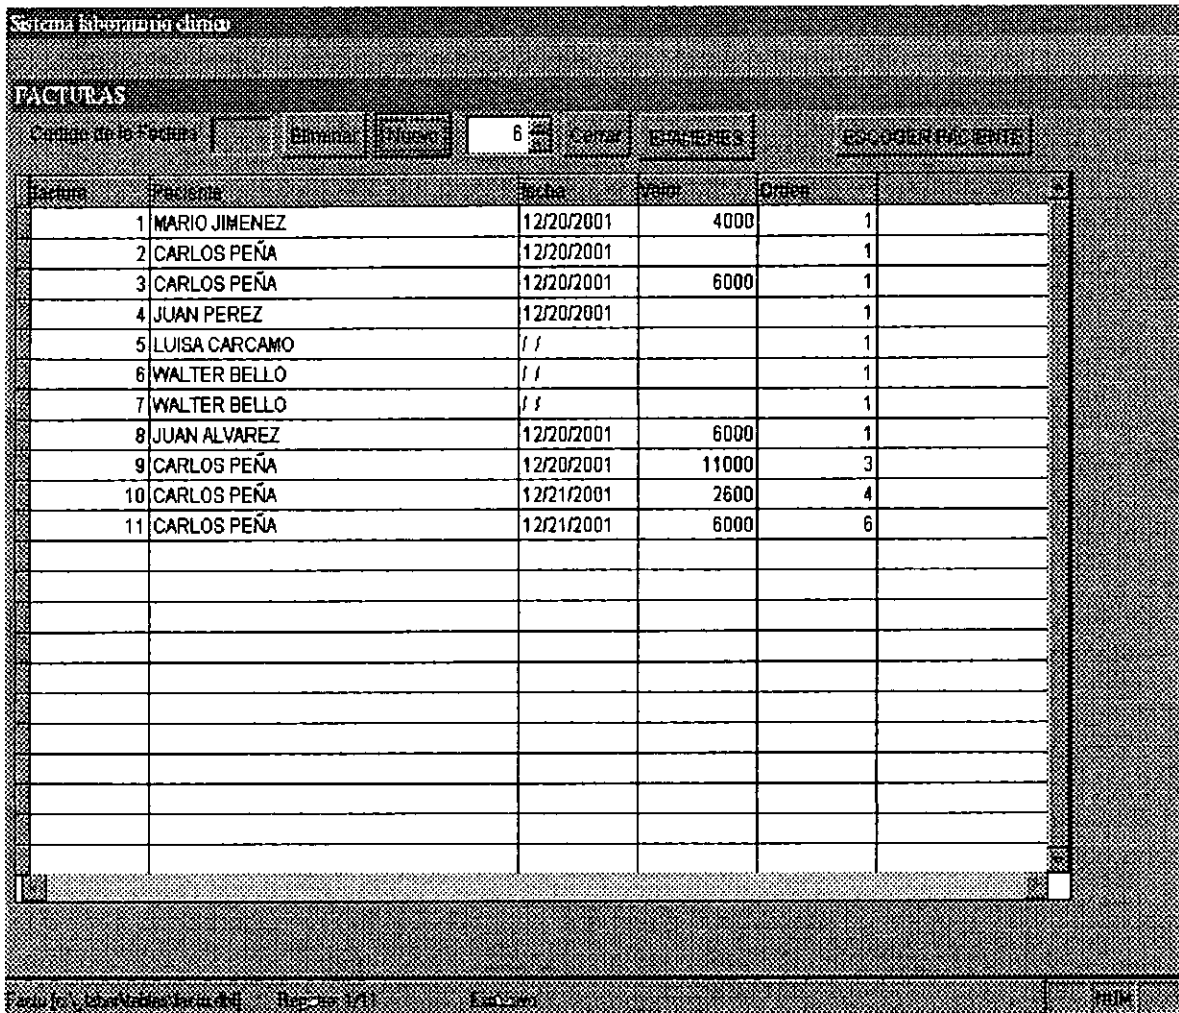 Sistema laboratorio clinico
FACTURAS
Codigo de la Factura Eliminar Nuevo 6 Cerrar EXAMENES ESCOGER PACIENTE
factura Paciente fecha Valor Orden
1 MARIO JIMENEZ 12/20/2001 4000 1
2 CARLOS PEÑA 12/20/2001 1
3 CARLOS PEÑA 12/20/2001 6000 1
4 JUAN PEREZ 12/20/2001 1
5 LUISA CARCAMO / / 1
6 WALTER BELLO / / 1
7 WALTER BELLO / / 1
8 JUAN ALVAREZ 12/20/2001 6000 1
9 CARLOS PEÑA 12/20/2001 11000 3
10 CARLOS PEÑA 12/21/2001 2600 4
11 CARLOS PEÑA 12/21/2001 6000 6
Exclusivo NUM